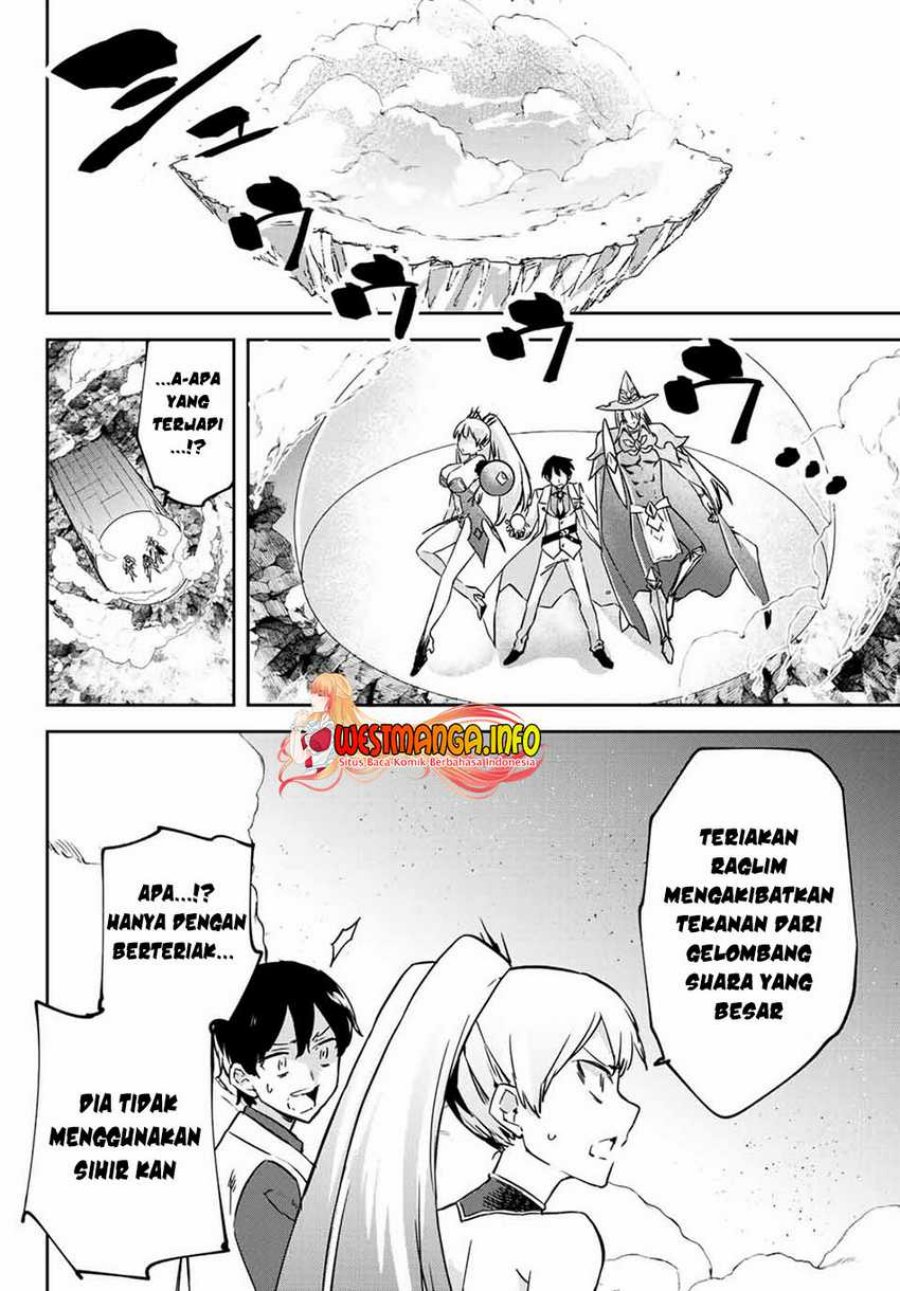 シュウウウ...
...A-APA
YANG
TERJADI
...!?
WESTMANGA.INFO
Situs Baca Komik Berbahasa Indonesia
TERIAKAN
RAGLIM
MENGAKIBATKAN
TEKANAN DARI
GELOMBANG
SUARA YANG
BESAR
APA...!?
HANYA DENGAN
BERTERIAK...
DIA TIDAK
MENGGUNAKAN
SIHIR KAN